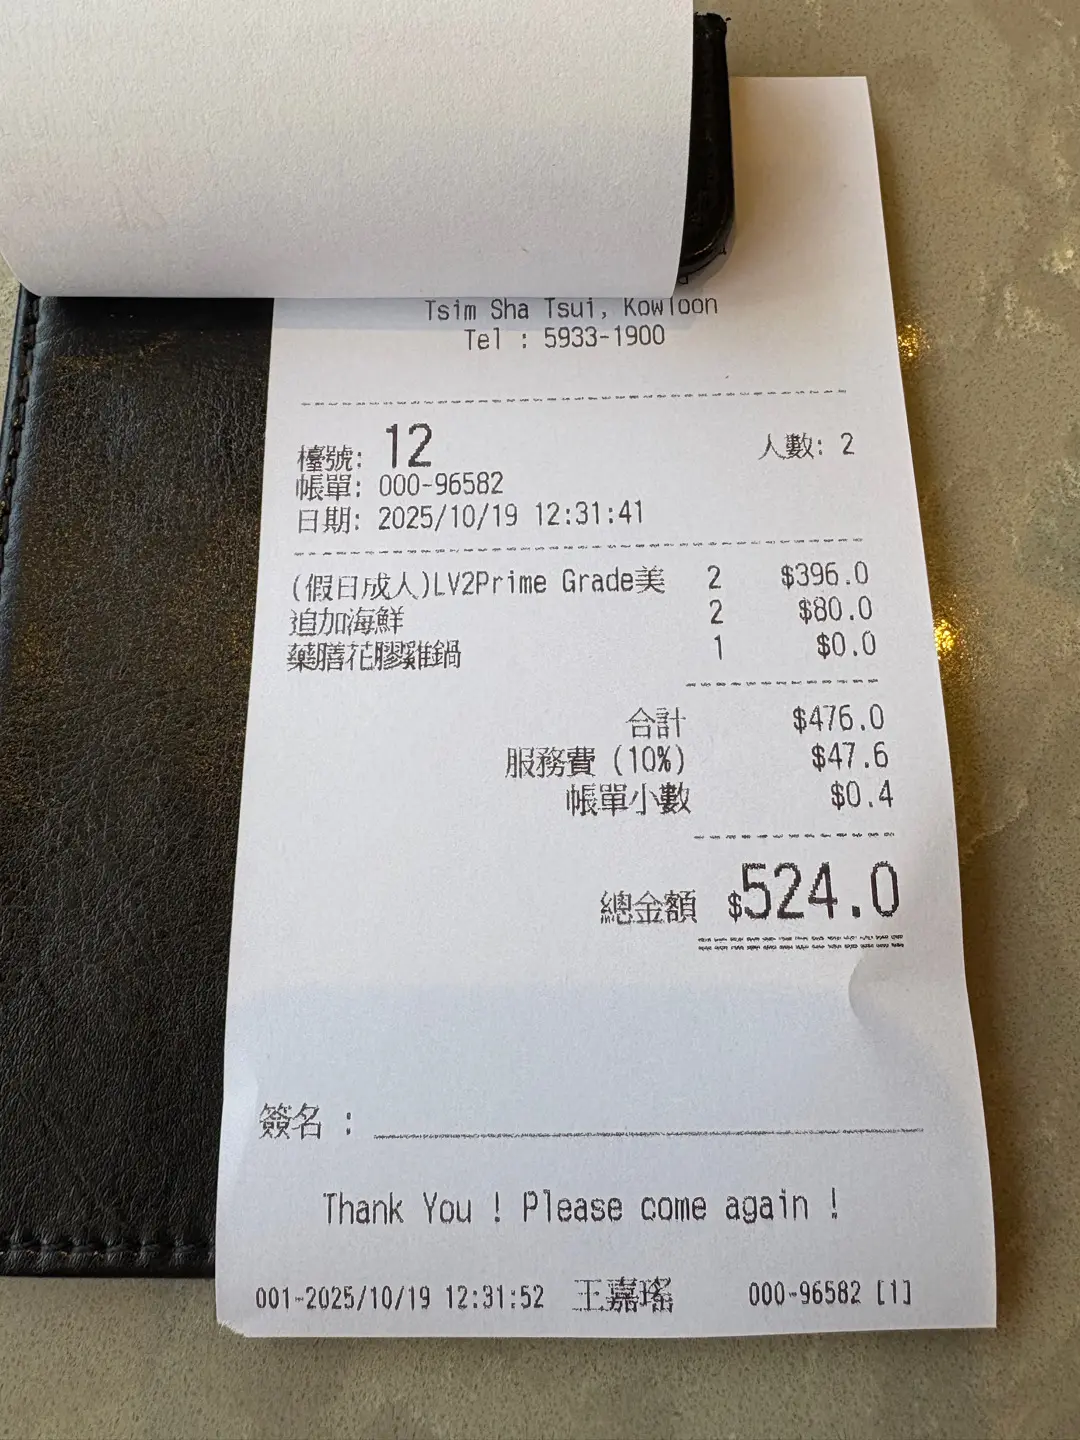 Tsim Sha Tsui, Kowloon
Tel : 5933-1900
檯號: 12 人數: 2
帳單: 000-96582
日期: 2025/10/19 12:31:41
(假日成人)LV2Prime Grade美 2 $396.0
追加海鮮 2 $80.0
藥膳花膠雞鍋 1 $0.0
合計 $476.0
服務費 (10%) $47.6
帳單小數 $0.4
總金額 $524.0
簽名 :
Thank You ! Please come again !
001-2025/10/19 12:31:52 王嘉瑤 000-96582 [1]